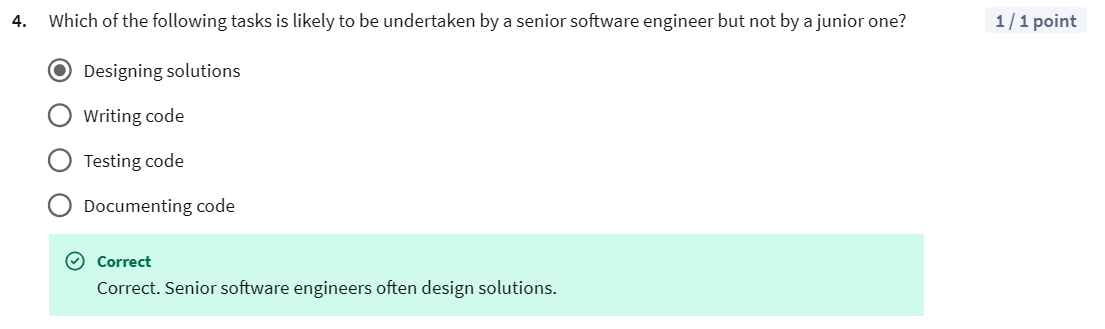 4. Which of the following tasks is likely to be undertaken by a senior software engineer but not by a junior one? 1 / 1 point
Designing solutions
Writing code
Testing code
Documenting code
Correct
Correct. Senior software engineers often design solutions.